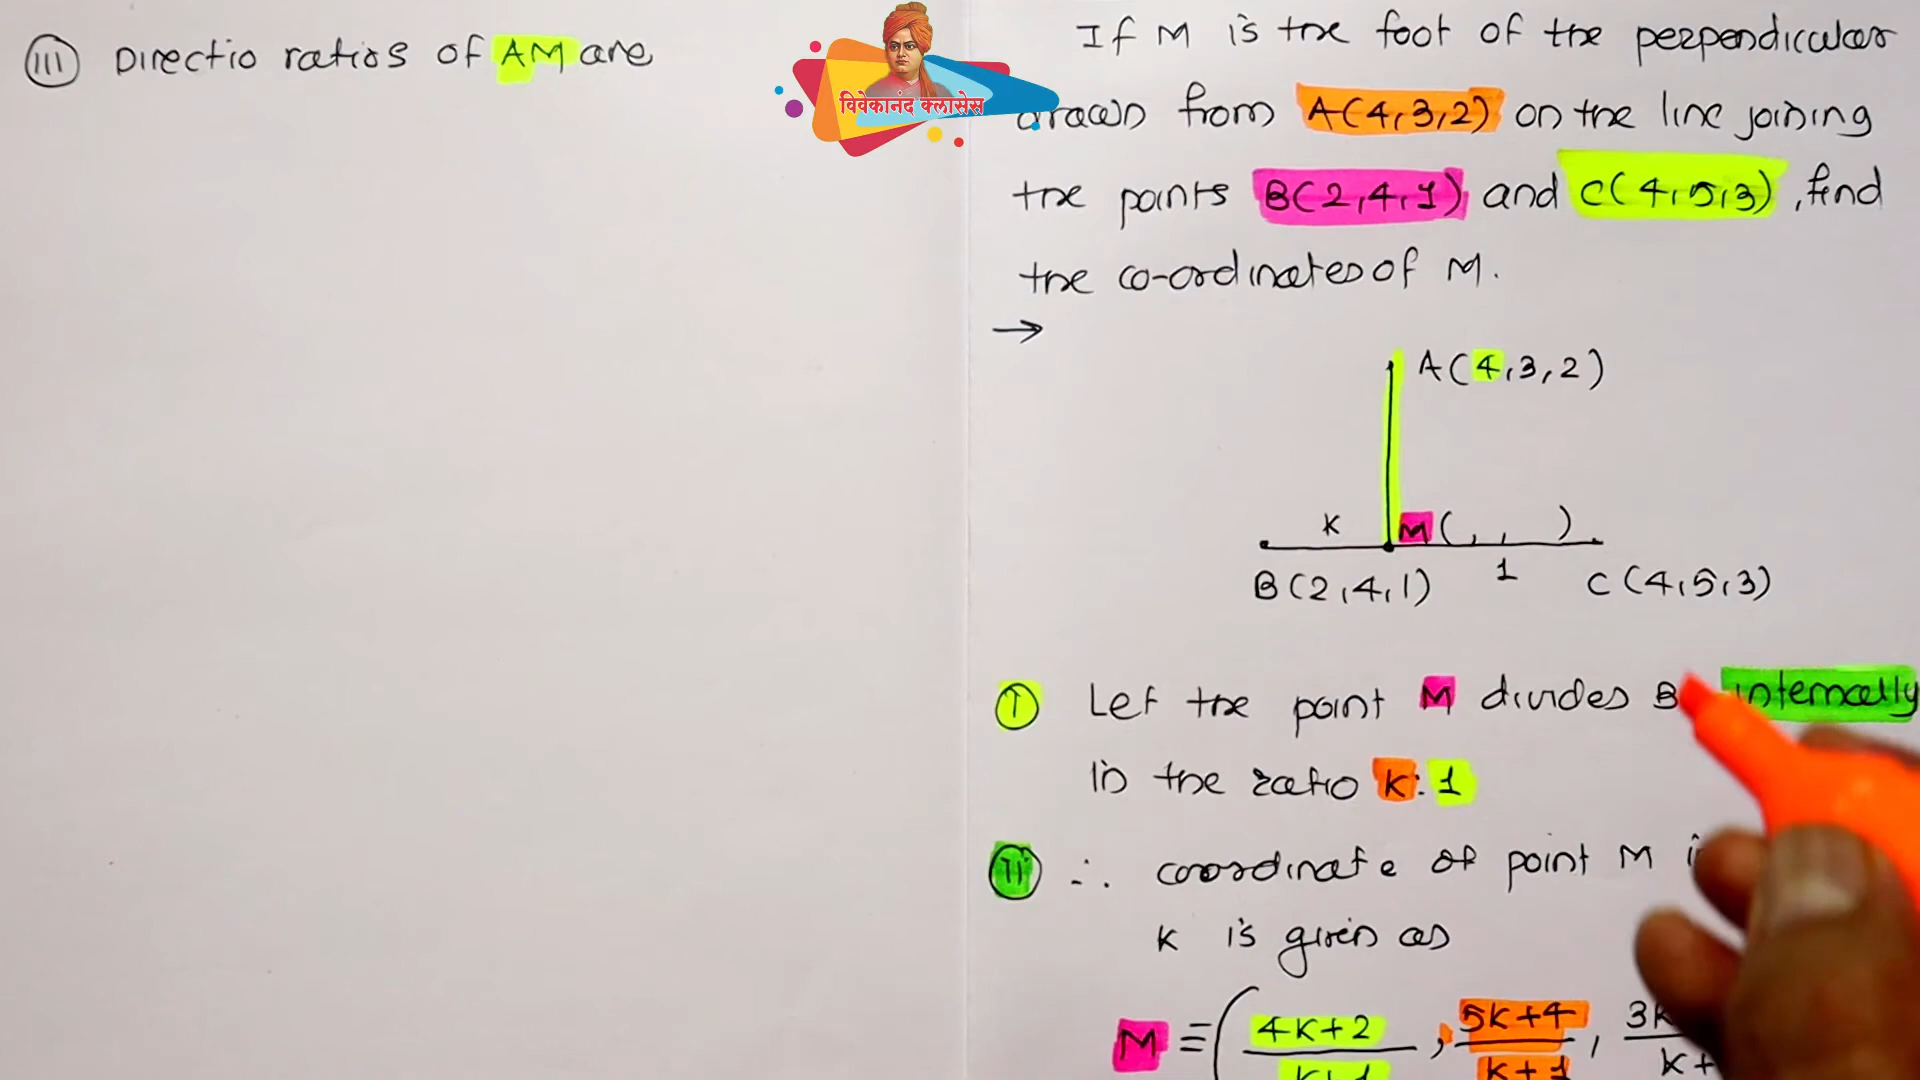 III Directio ratios of AM are
विवेकानंद क्लासेस
If M is the foot of the perpendicular
drawn from A(4,3,2) on the line joining
the points B(2,4,1) and C(4,5,3), find
the co-ordinates of M.
→
A(4,3,2)
K M( , , )
B(2,4,1) 1 C(4,5,3)
I Let the point M divides internally
in the ratio K:1
II ∴ coordinate of point M
K is given as
M ≡ ( 4K+2 / K+1 , 5K+4 / K+1 ,